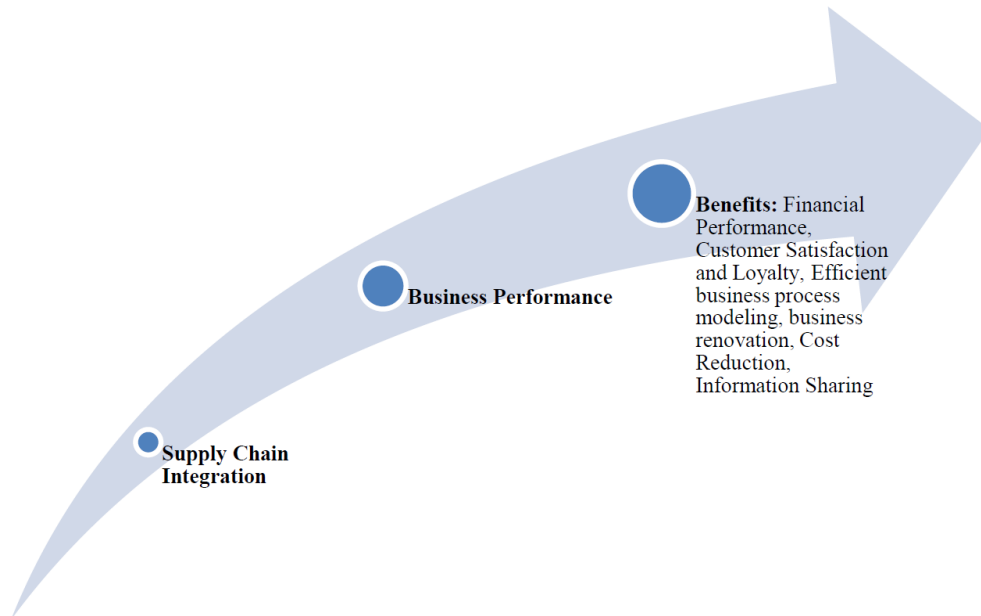 Supply Chain
Integration
Business Performance
Benefits: Financial
Performance,
Customer Satisfaction
and Loyalty, Efficient
business process
modeling, business
renovation, Cost
Reduction,
Information Sharing